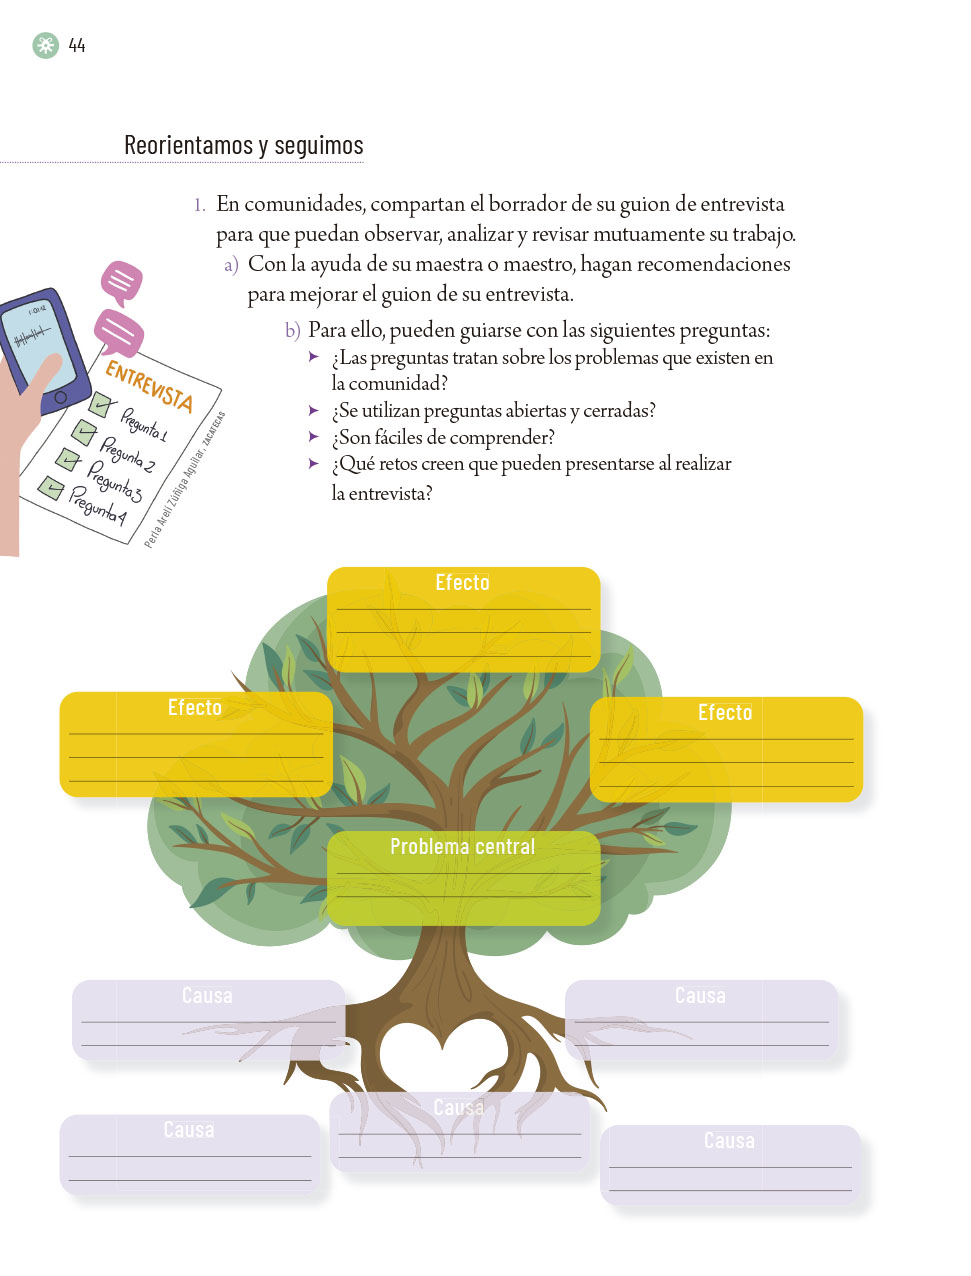 44
Reorientamos y seguimos
1. En comunidades, compartan el borrador de su guion de entrevista
para que puedan observar, analizar y revisar mutuamente su trabajo.
a) Con la ayuda de su maestra o maestro, hagan recomendaciones
para mejorar el guion de su entrevista.
b) Para ello, pueden guiarse con las siguientes preguntas:
➤ ¿Las preguntas tratan sobre los problemas que existen en
la comunidad?
➤ ¿Se utilizan preguntas abiertas y cerradas?
➤ ¿Son fáciles de comprender?
➤ ¿Qué retos creen que pueden presentarse al realizar
la entrevista?
ENTREVISTA
Pregunta 1
Pregunta 2
Pregunta 3
Pregunta 4
Perla Areli Zúñiga Aguilar, ZACATECAS
Efecto
Efecto
Efecto
Problema central
Causa
Causa
Causa
Causa
Causa